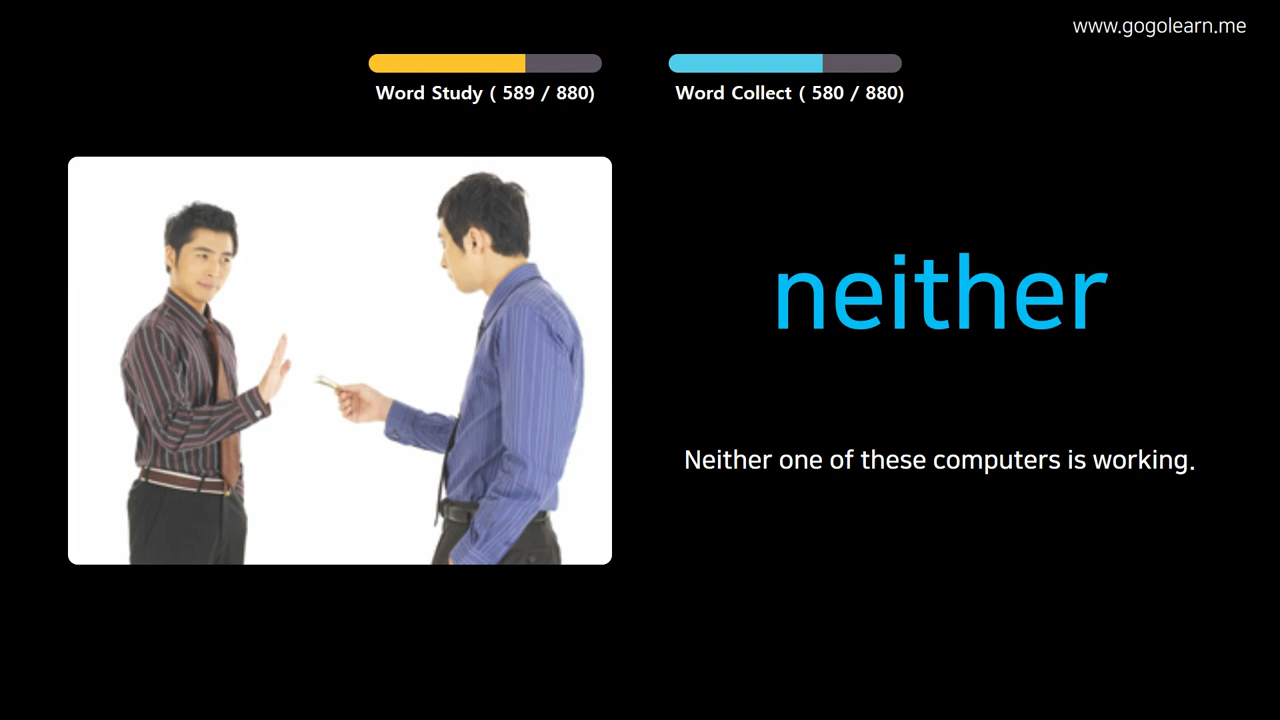 www.gogolearn.me
Word Study ( 589 / 880)
Word Collect ( 580 / 880)
neither
Neither one of these computers is working.